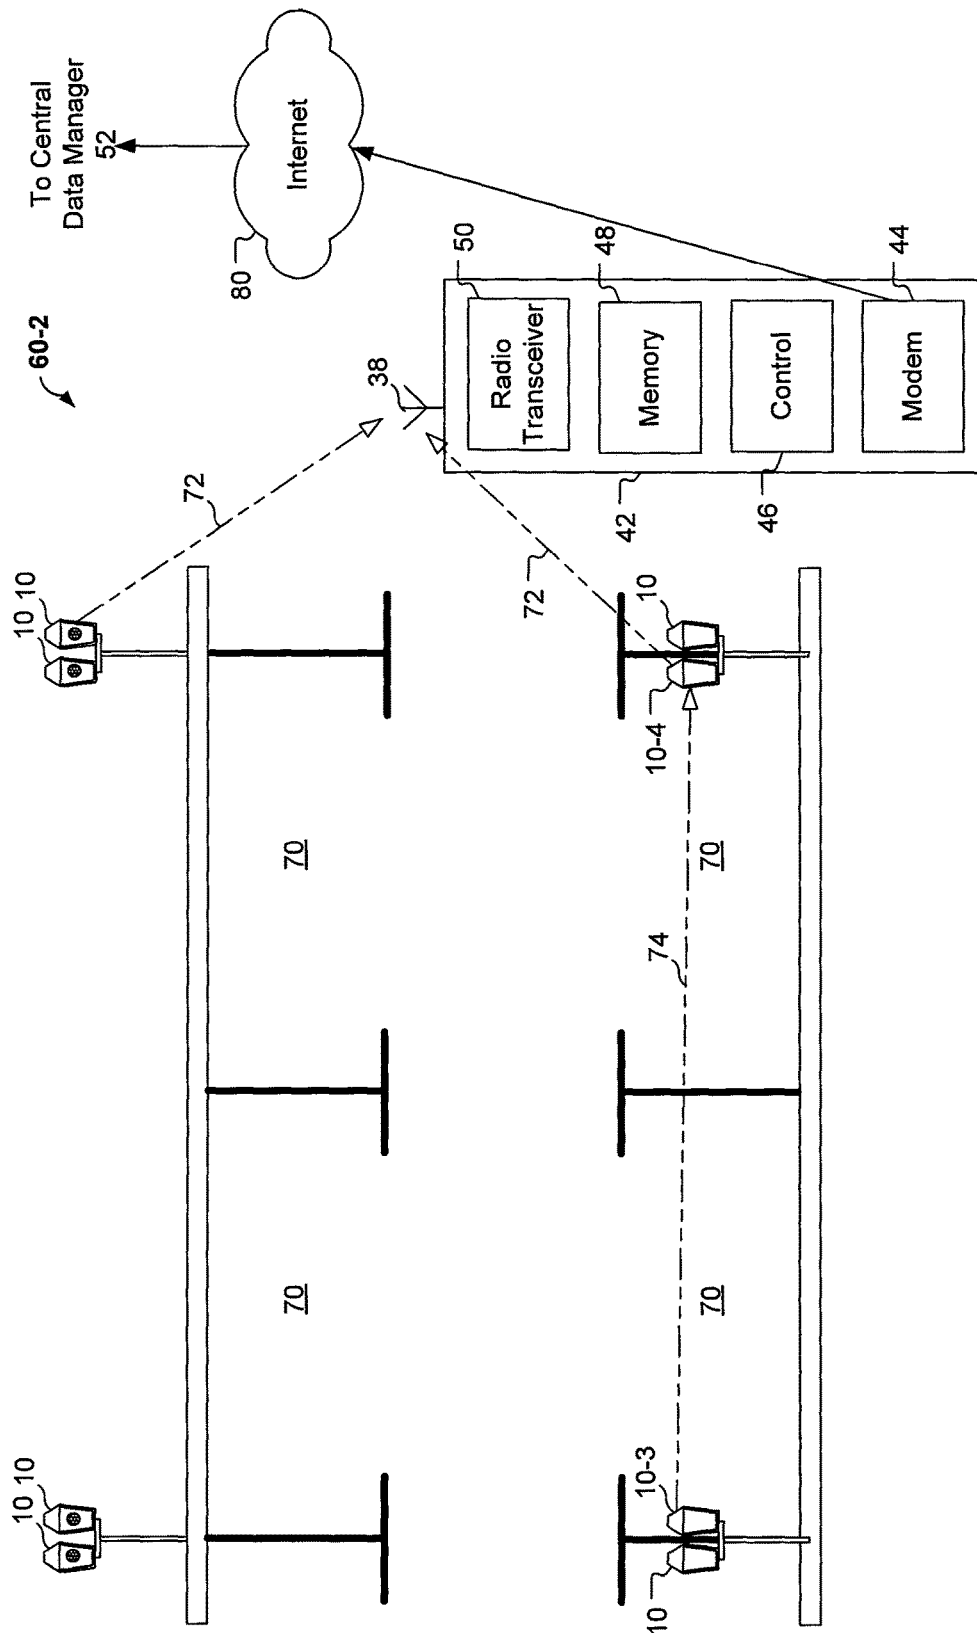 60-2
To Central
Data Manager
52
Internet
80
38
72
72
Radio
Transceiver
50
Memory
48
Control
46
Modem
44
42
10 10
10 10
70
70
70
70
74
10
10-3
10-4
10